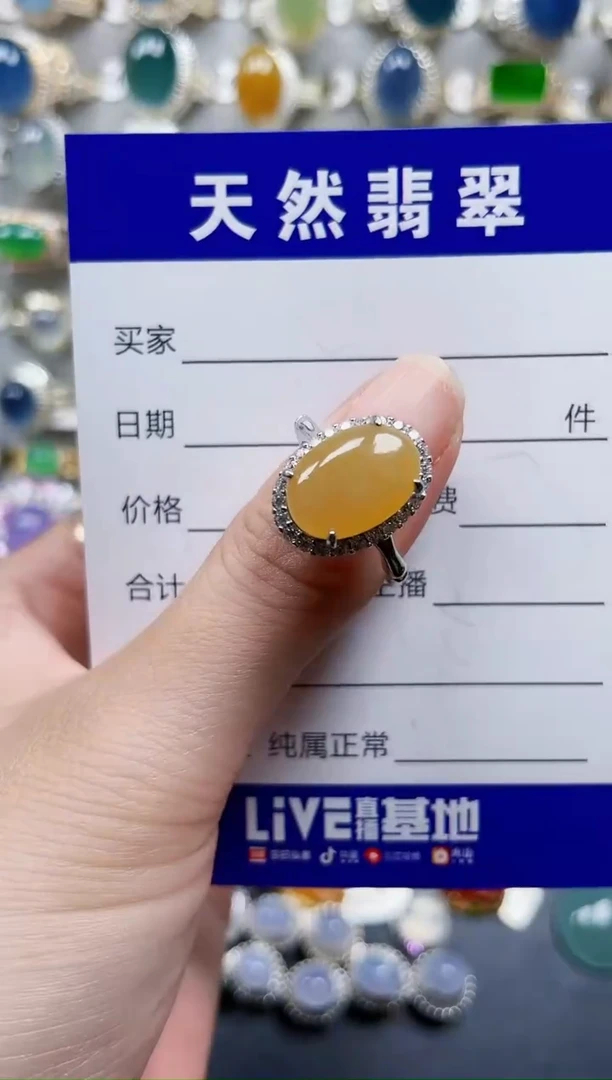 天然翡翠
买家
日期 件
价格 费
合计 播
纯属正常
LiVE直播基地